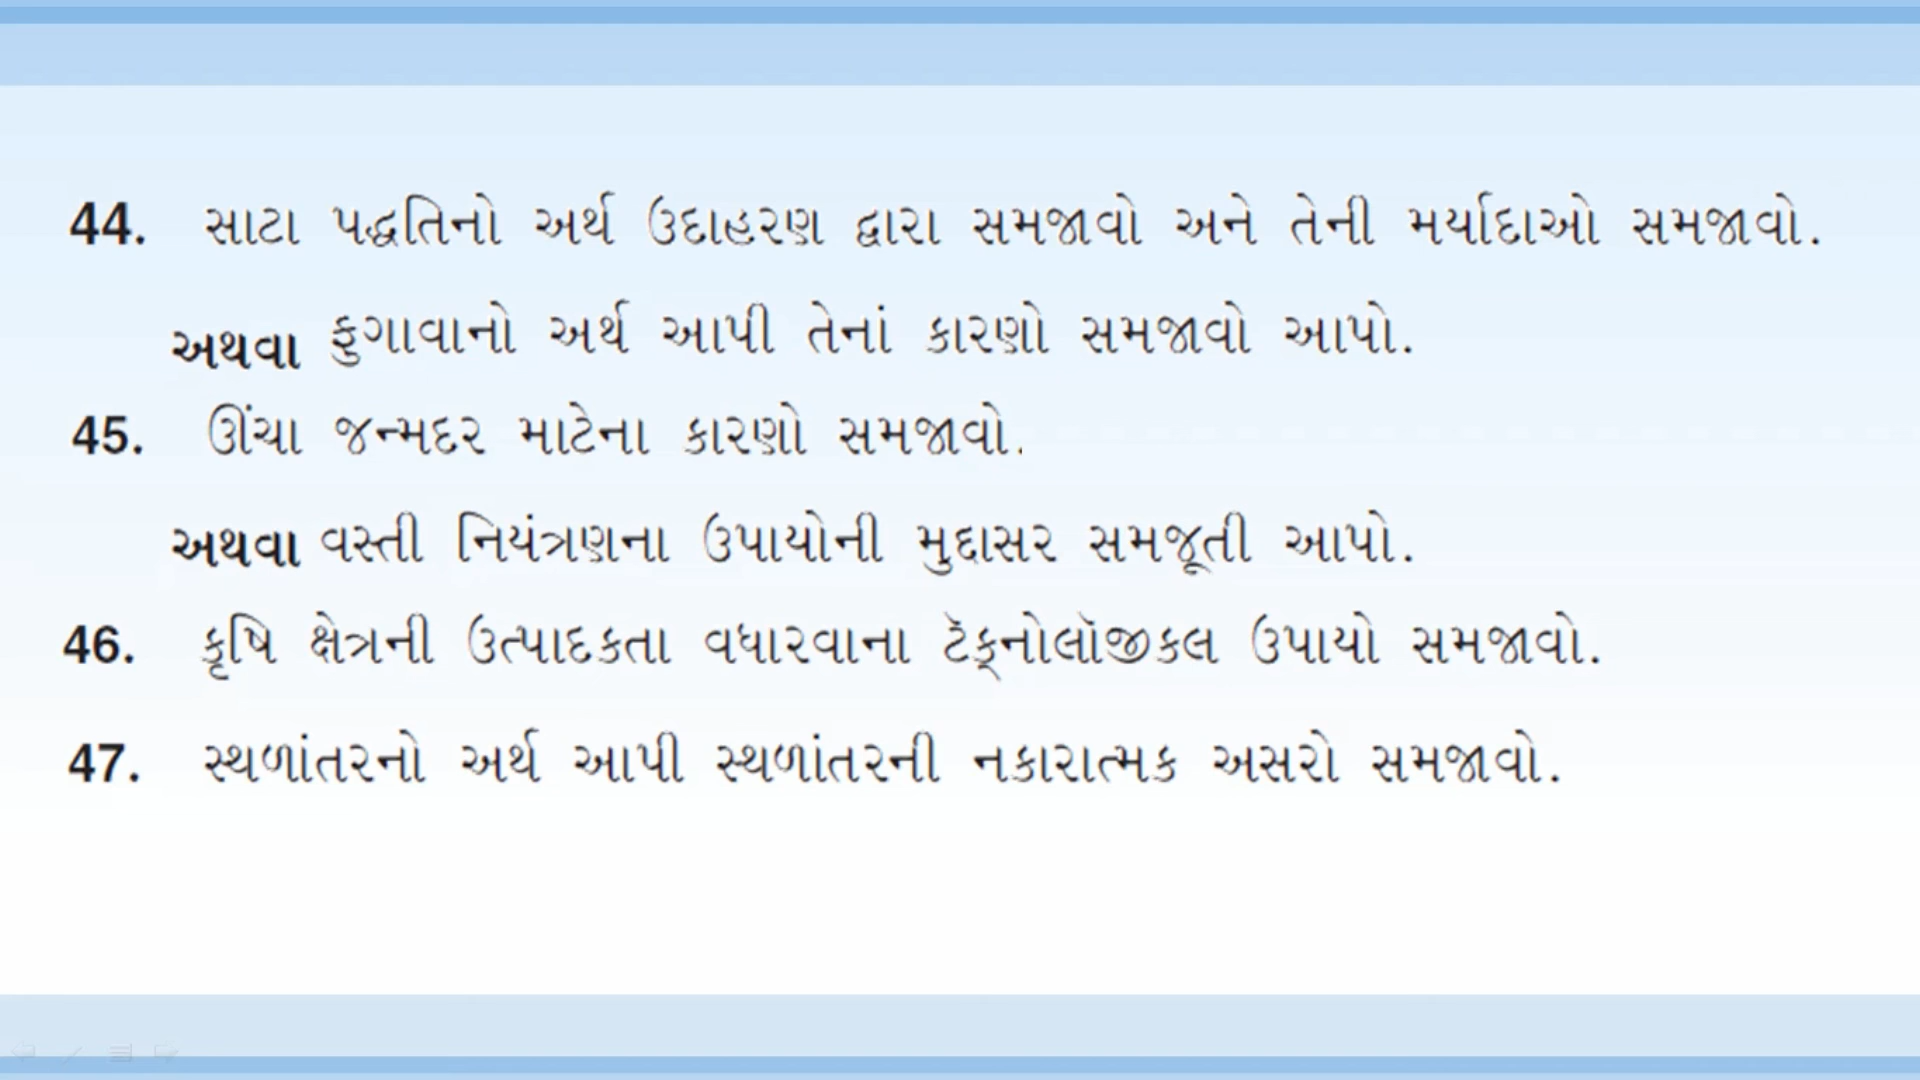 44. સાટા પદ્ધતિનો અર્થ ઉદાહરણ દ્વારા સમજાવો અને તેની મર્યાદાઓ સમજાવો.
અથવા ફુગાવાનો અર્થ આપી તેનાં કારણો સમજાવો આપો.
45. ઊંચા જન્મદર માટેના કારણો સમજાવો.
અથવા વસ્તી નિયંત્રણના ઉપાયોની મુદ્દાસર સમજૂતી આપો.
46. કૃષિ ક્ષેત્રની ઉત્પાદકતા વધારવાના ટૅક્નોલૉજીકલ ઉપાયો સમજાવો.
47. સ્થળાંતરનો અર્થ આપી સ્થળાંતરની નકારાત્મક અસરો સમજાવો.